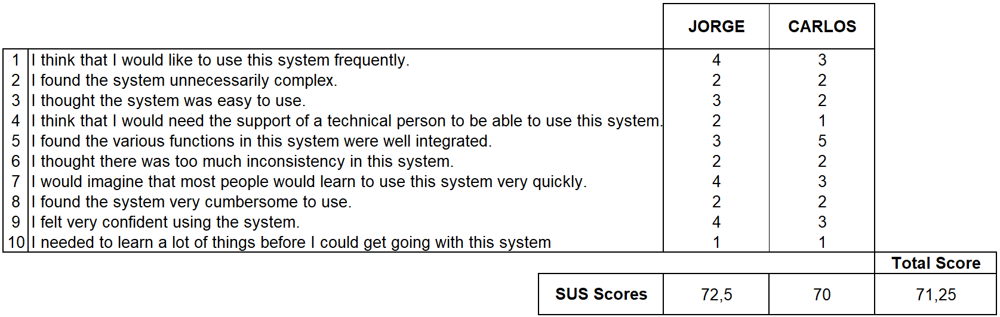 JORGE CARLOS
1 I think that I would like to use this system frequently. 4 3
2 I found the system unnecessarily complex. 2 2
3 I thought the system was easy to use. 3 2
4 I think that I would need the support of a technical person to be able to use this system. 2 1
5 I found the various functions in this system were well integrated. 3 5
6 I thought there was too much inconsistency in this system. 2 2
7 I would imagine that most people would learn to use this system very quickly. 4 3
8 I found the system very cumbersome to use. 2 2
9 I felt very confident using the system. 4 3
10 I needed to learn a lot of things before I could get going with this system 1 1
Total Score
SUS Scores 72,5 70 71,25